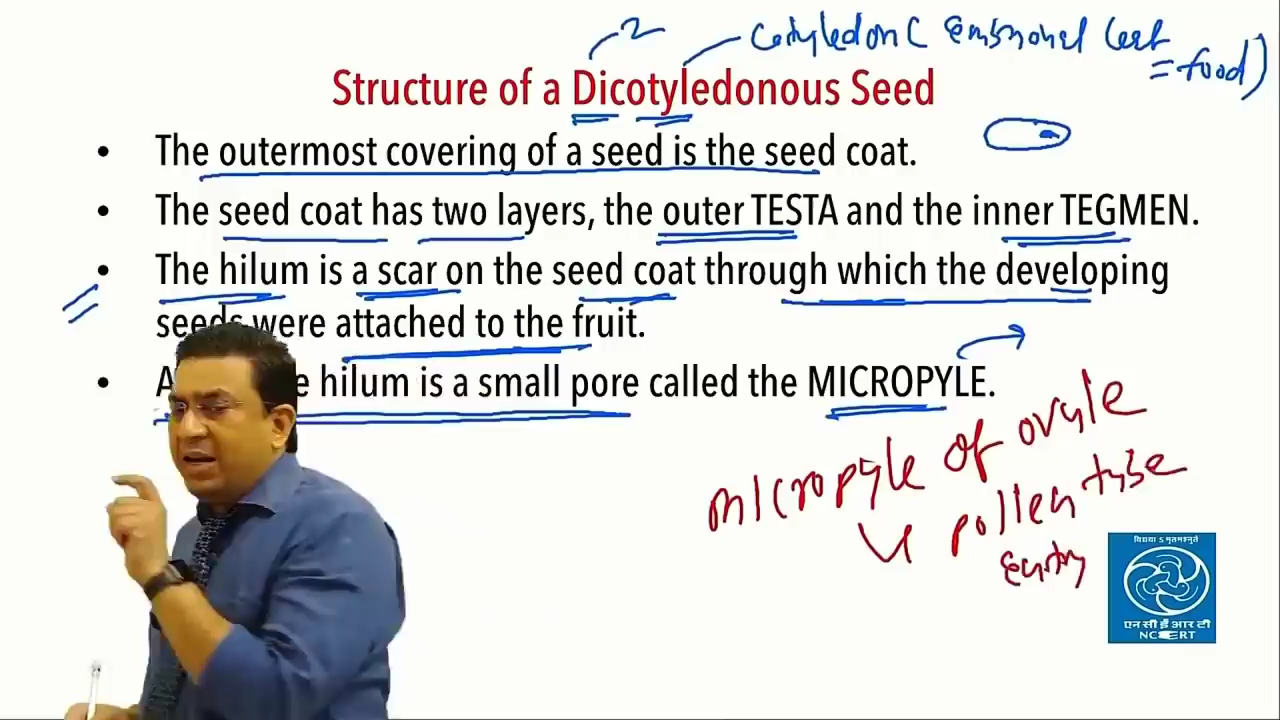 2 cotyledon (
= food)
Structure of a Dicotyledonous Seed
• The outermost covering of a seed is the seed coat.
• The seed coat has two layers, the outer TESTA and the inner TEGMEN.
• The hilum is a scar on the seed coat through which the developing
seeds were attached to the fruit.
• hilum is a small pore called the MICROPYLE.
micropyle of ovule
pollen tube
entry
एन सी ई आर टी
NCERT